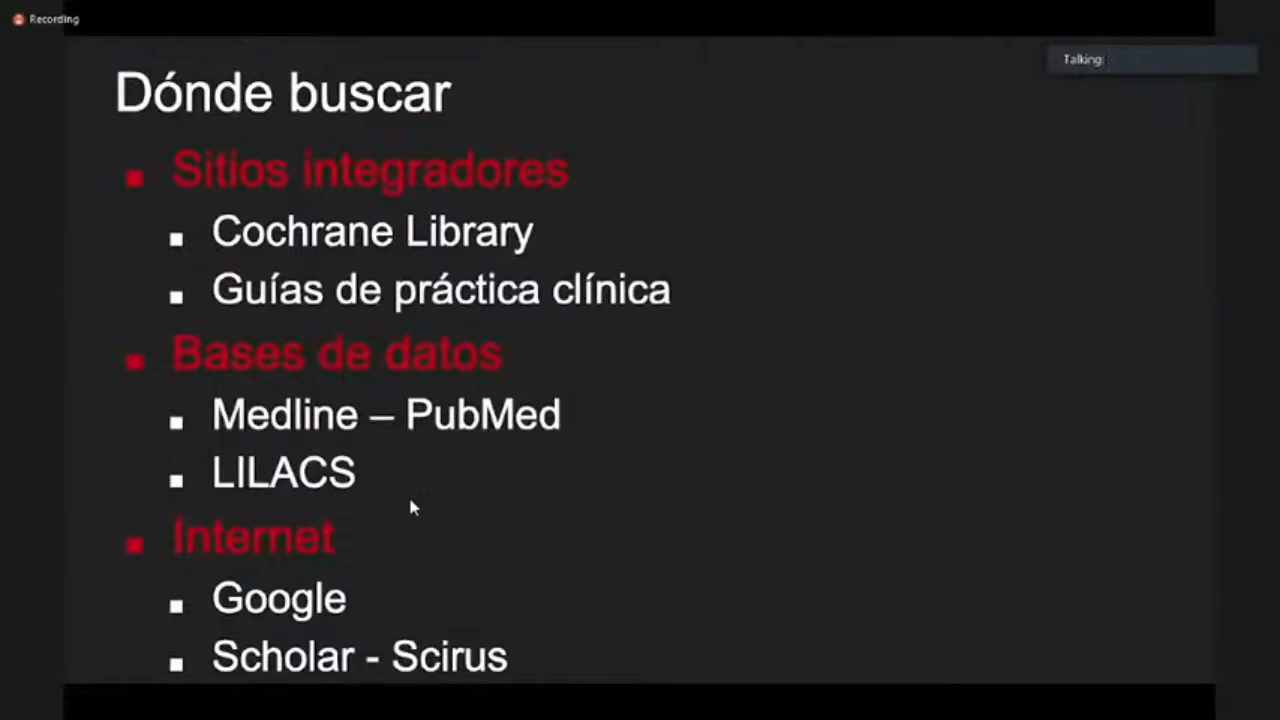 Recording
Talking:
Dónde buscar
Sitios integradores
Cochrane Library
Guías de práctica clínica
Bases de datos
Medline – PubMed
LILACS
Internet
Google
Scholar - Scirus